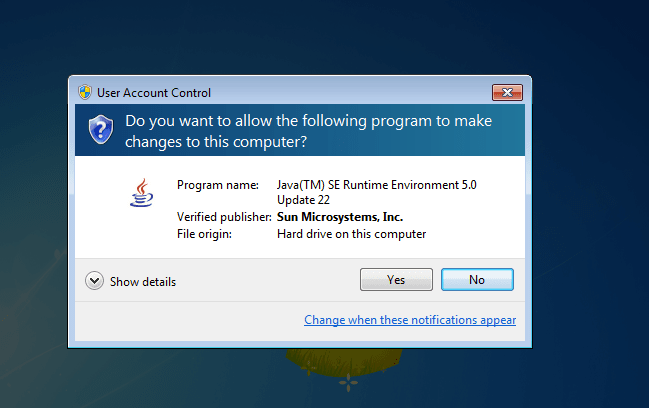 User Account Control
Do you want to allow the following program to make
changes to this computer?
Program name: Java(TM) SE Runtime Environment 5.0
Update 22
Verified publisher: Sun Microsystems, Inc.
File origin: Hard drive on this computer
Show details
Yes
No
Change when these notifications appear